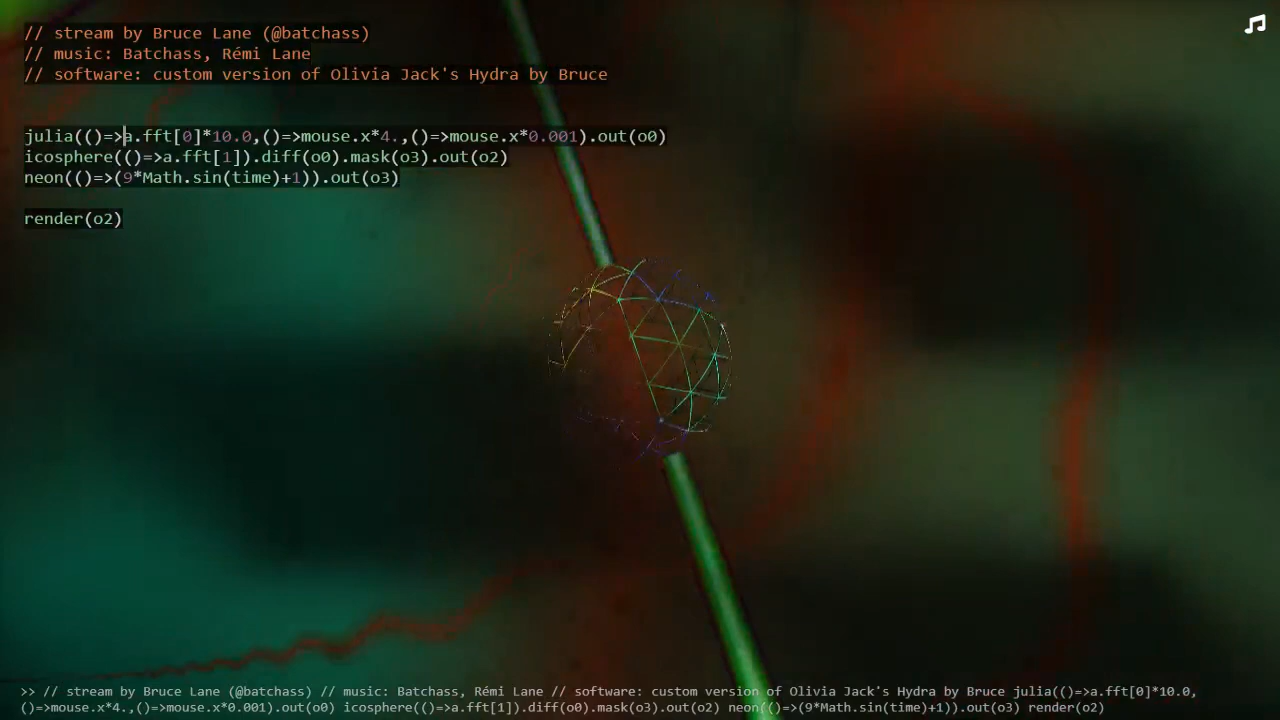 // stream by Bruce Lane (@batchass)
// music: Batchass, Rémi Lane
// software: custom version of Olivia Jack's Hydra by Bruce
julia(()=>a.fft[0]*10.0,()=>mouse.x*4.,()=>mouse.x*0.001).out(o0)
icosphere(()=>a.fft[1]).diff(o0).mask(o3).out(o2)
neon(()=>(9*Math.sin(time)+1)).out(o3)
render(o2)
>> // stream by Bruce Lane (@batchass) // music: Batchass, Rémi Lane // software: custom version of Olivia Jack's Hydra by Bruce julia(()=>a.fft[0]*10.0,
()=>mouse.x*4.,()=>mouse.x*0.001).out(o0) icosphere(()=>a.fft[1]).diff(o0).mask(o3).out(o2) neon(()=>(9*Math.sin(time)+1)).out(o3) render(o2)